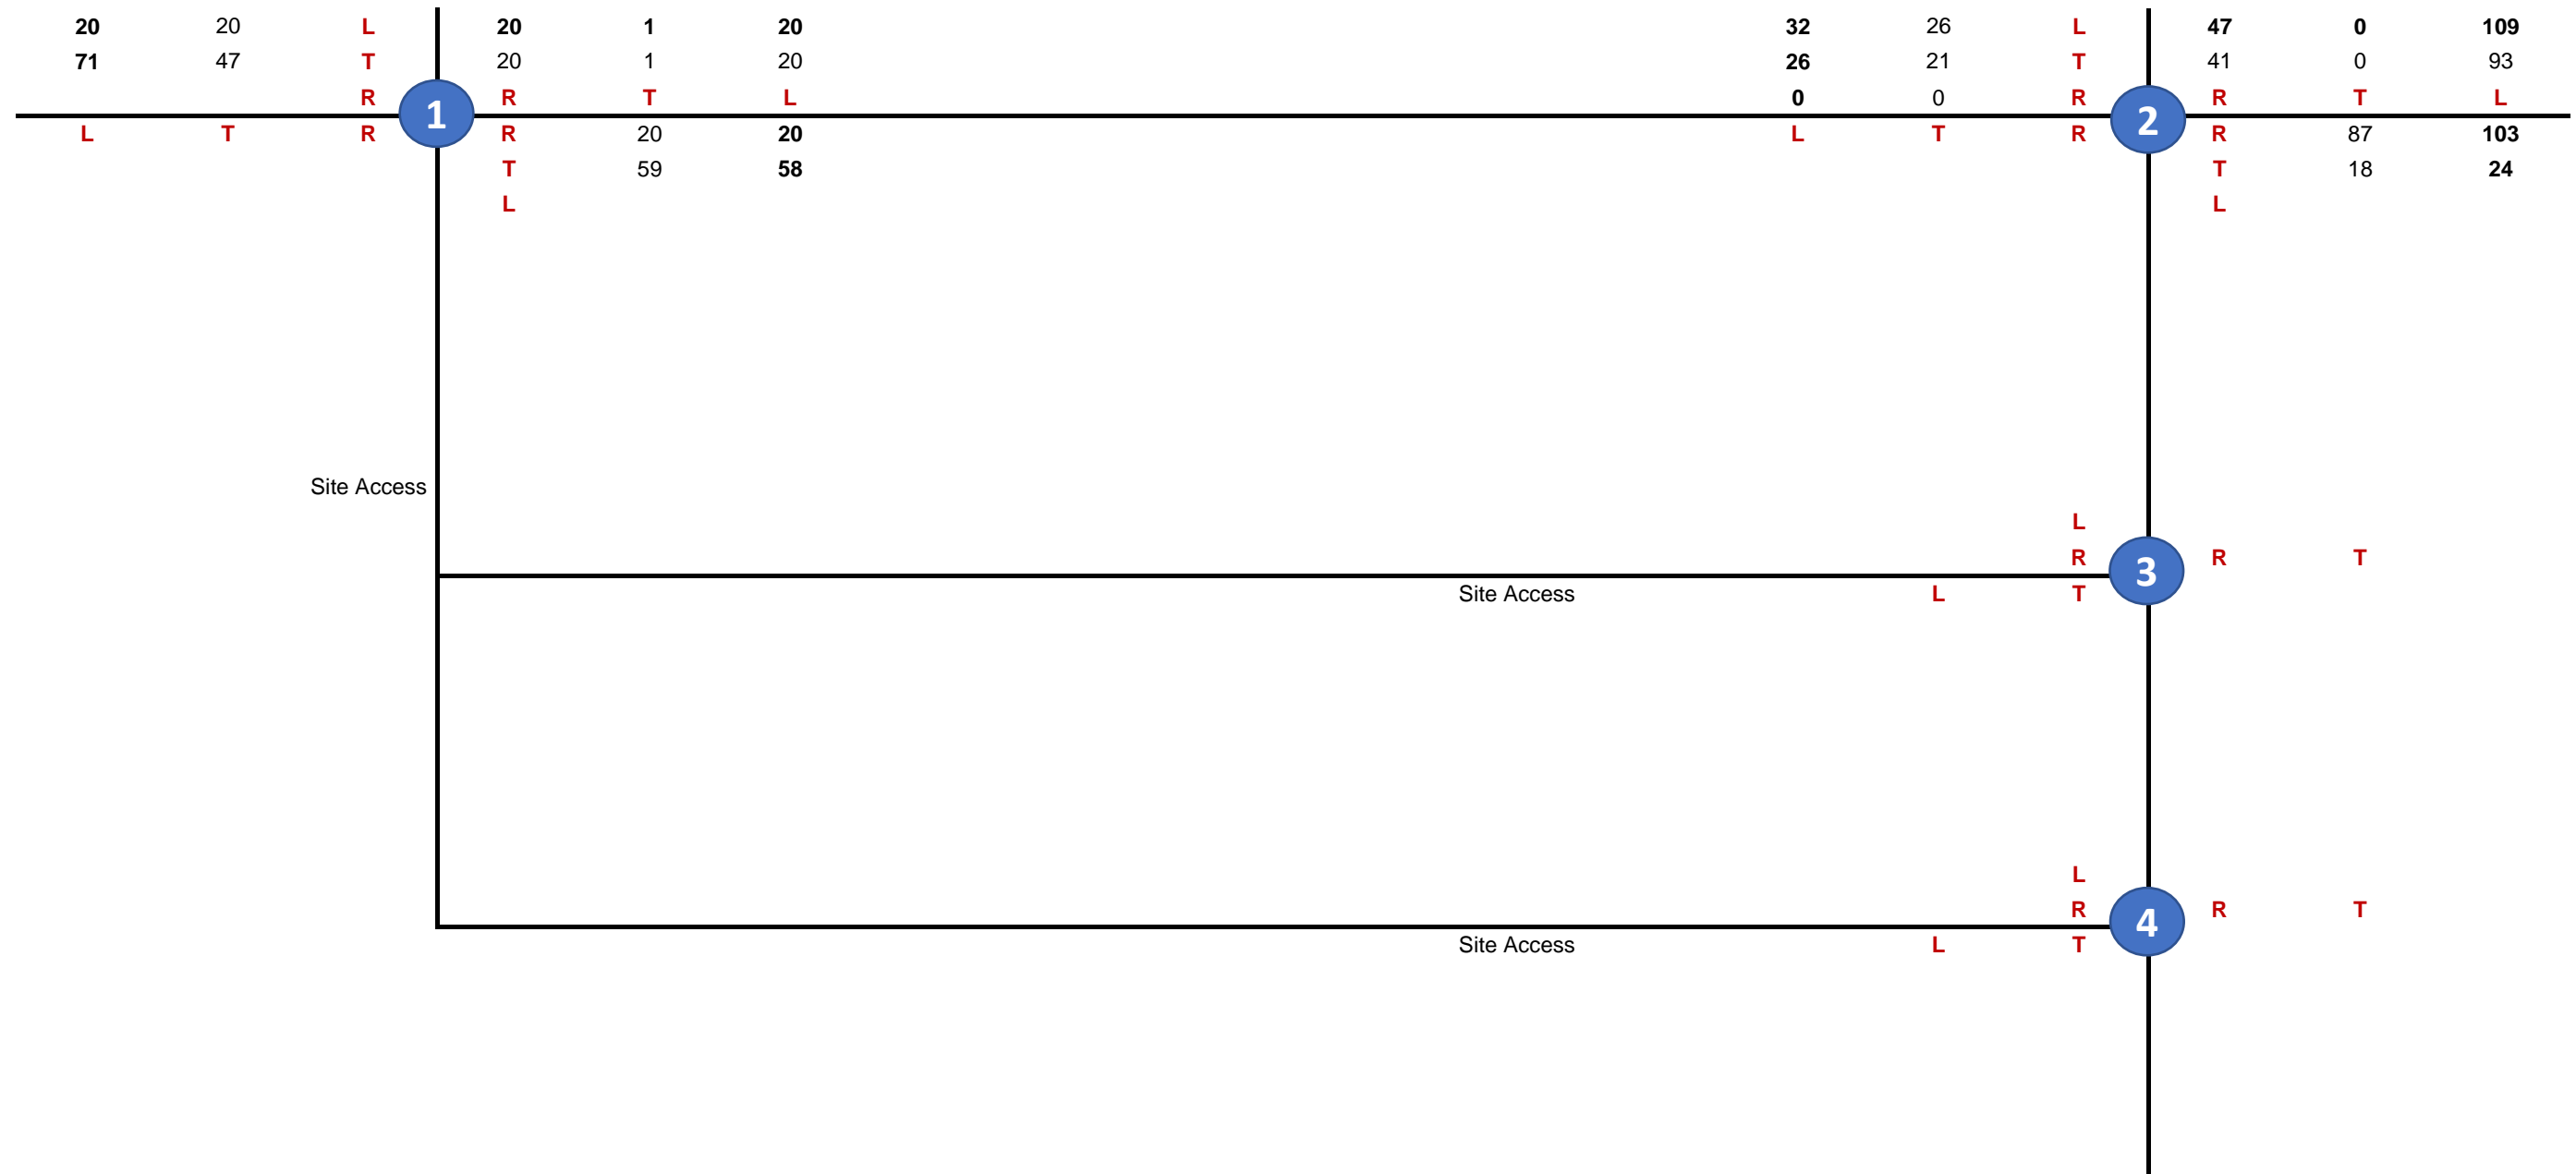 20 20 L 20 1 20 32 26 L 47 0 109
71 47 T 20 1 20 26 21 T 41 0 93
R R T L 0 0 R R T L
1 2
L T R R 20 20 L T R R 87 103
T 59 58 T 18 24
L L
Site Access
L
R 3 R T
Site Access L T
L
R 4 R T
Site Access L T